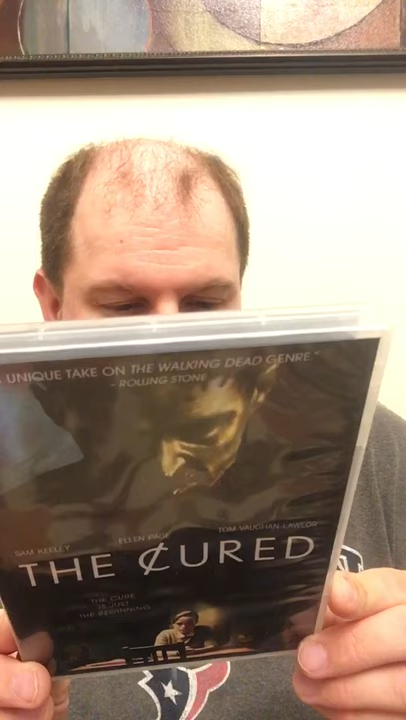 UNIQUE TAKE ON THE WALKING DEAD GENRE."
- ROLLING STONE
SAM KEELEY ELLEN PAGE TOM VAUGHAN-LAWLOR
THE CURED
THE CURE
IS JUST
THE BEGINNING